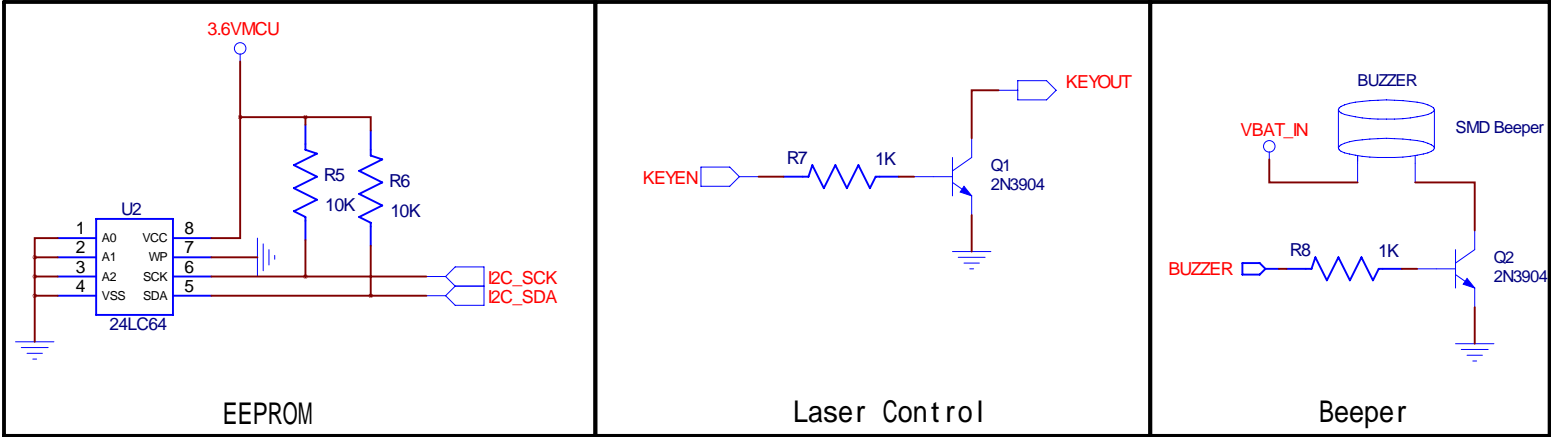 3.6VMCU
R5
10K
R6
10K
U2
1 A0 VCC 8
2 A1 WP 7
3 A2 SCK 6
4 VSS SDA 5
24LC64
I2C_SCK
I2C_SDA
EEPROM
KEYOUT
KEYEN
R7 1K
Q1
2N3904
Laser Control
BUZZER
SMD Beeper
VBAT_IN
BUZZER
R8 1K
Q2
2N3904
Beeper